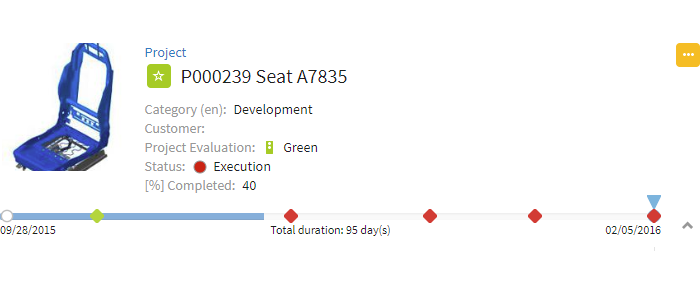 Project
P000239 Seat A7835
Category (en): Development
Customer:
Project Evaluation: Green
Status: Execution
[%] Completed: 40
09/28/2015 Total duration: 95 day(s) 02/05/2016